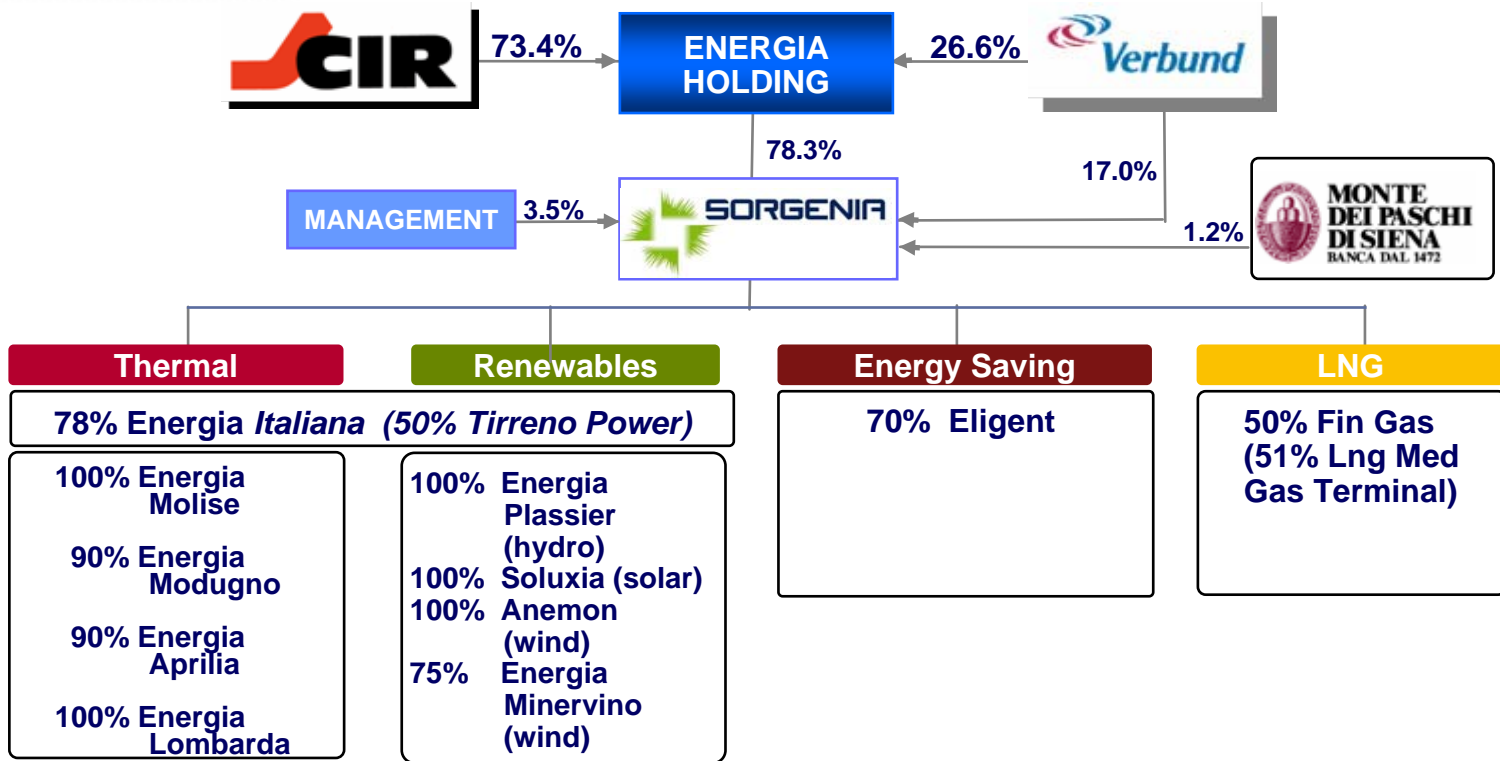 CIR
73.4%
ENERGIA
HOLDING
26.6%
Verbund
78.3%
17.0%
MANAGEMENT
3.5%
SORGENIA
1.2%
MONTE
DEI PASCHI
DI SIENA
BANCA DAL 1472
Thermal
Renewables
Energy Saving
LNG
78% Energia Italiana (50% Tirreno Power)
100% Energia
Molise
90% Energia
Modugno
90% Energia
Aprilia
100% Energia
Lombarda
100% Energia
Plassier
(hydro)
100% Soluxia (solar)
100% Anemon
(wind)
75% Energia
Minervino
(wind)
70% Eligent
50% Fin Gas
(51% Lng Med
Gas Terminal)